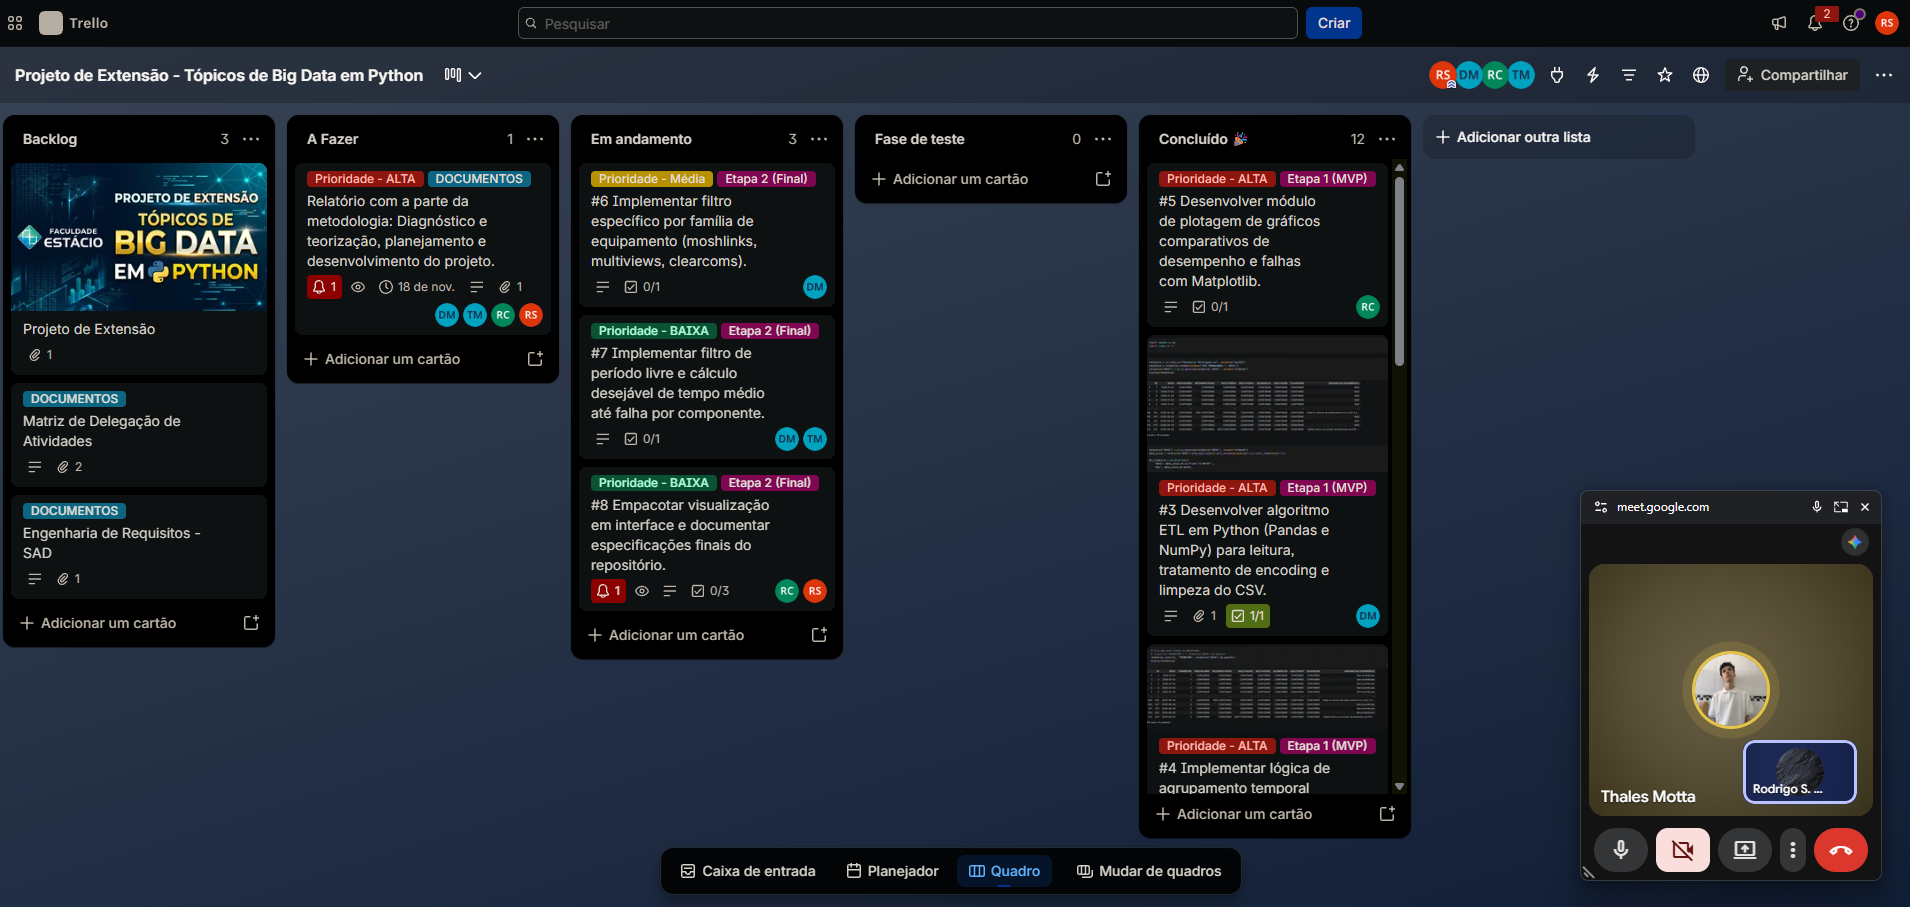 Trello
Pesquisar
Criar
2
RS
Projeto de Extensão - Tópicos de Big Data em Python
RS DM RC TM
Compartilhar
Backlog 3
PROJETO DE EXTENSÃO
TÓPICOS DE
BIG DATA
EM PYTHON
FACULDADE
ESTÁCIO
Projeto de Extensão
1
DOCUMENTOS
Matriz de Delegação de
Atividades
2
DOCUMENTOS
Engenharia de Requisitos -
SAD
1
Adicionar um cartão
A Fazer 1
Prioridade - ALTA DOCUMENTOS
Relatório com a parte da
metodologia: Diagnóstico e
teorização, planejamento e
desenvolvimento do projeto.
1 18 de nov. 1
DM TM RC RS
Adicionar um cartão
Em andamento 3
Prioridade - Média Etapa 2 (Final)
#6 Implementar filtro
específico por família de
equipamento (moshlinks,
multiviews, clearcoms).
0/1 DM
Prioridade - BAIXA Etapa 2 (Final)
#7 Implementar filtro de
período livre e cálculo
desejável de tempo médio
até falha por componente.
0/1 DM TM
Prioridade - BAIXA Etapa 2 (Final)
#8 Empacotar visualização
em interface e documentar
especificações finais do
repositório.
1 0/3 RC RS
Adicionar um cartão
Fase de teste 0
Adicionar um cartão
Concluído 12
Prioridade - ALTA Etapa 1 (MVP)
#5 Desenvolver módulo
de plotagem de gráficos
comparativos de
desempenho e falhas
com Matplotlib.
0/1 RC
Prioridade - ALTA Etapa 1 (MVP)
#3 Desenvolver algoritmo
ETL em Python (Pandas e
NumPy) para leitura,
tratamento de encoding e
limpeza do CSV.
1 1/1 DM
Prioridade - ALTA Etapa 1 (MVP)
#4 Implementar lógica de
agrupamento temporal
Adicionar um cartão
Adicionar outra lista
meet.google.com
Thales Motta
Rodrigo S. ...
Caixa de entrada
Planejador
Quadro
Mudar de quadros